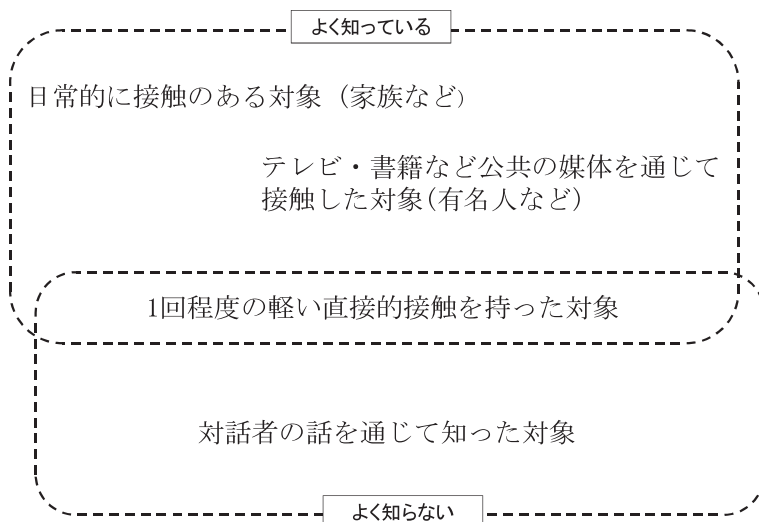 よく知っている
日常的に接触のある対象（家族など）
テレビ・書籍など公共の媒体を通じて
接触した対象(有名人など)
1回程度の軽い直接的接触を持った対象
対話者の話を通じて知った対象
よく知らない